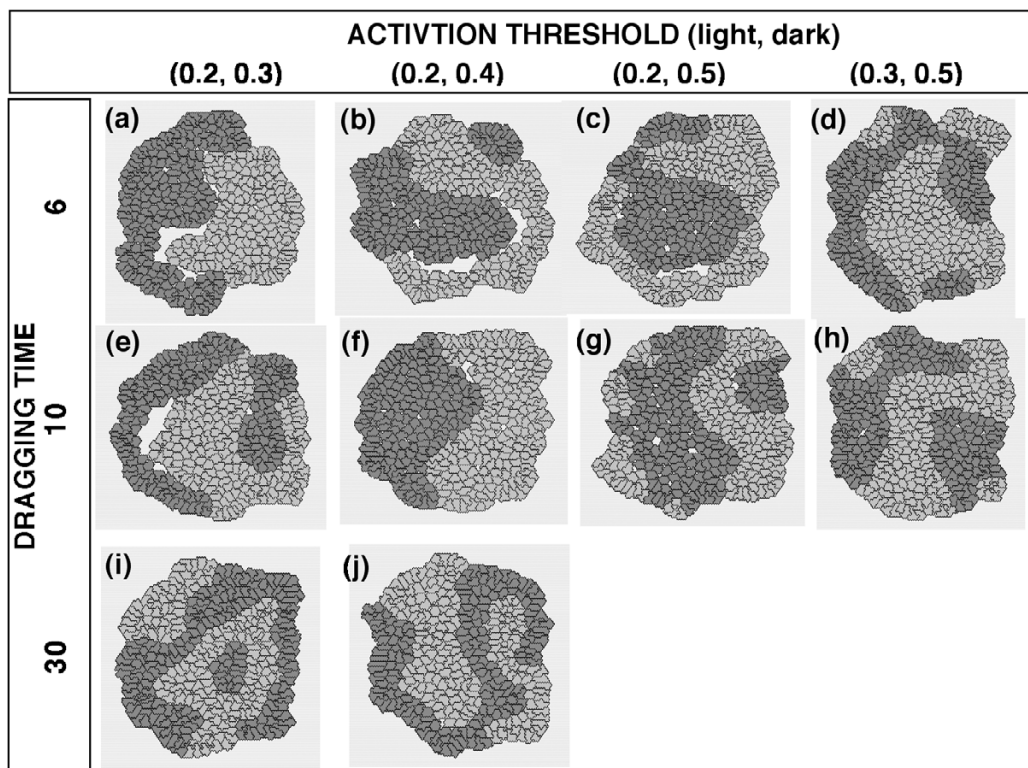 ACTIVTION THRESHOLD (light, dark)
(0.2, 0.3) (0.2, 0.4) (0.2, 0.5) (0.3, 0.5)
DRAGGING TIME
6
(a) (b) (c) (d)
10
(e) (f) (g) (h)
30
(i) (j)